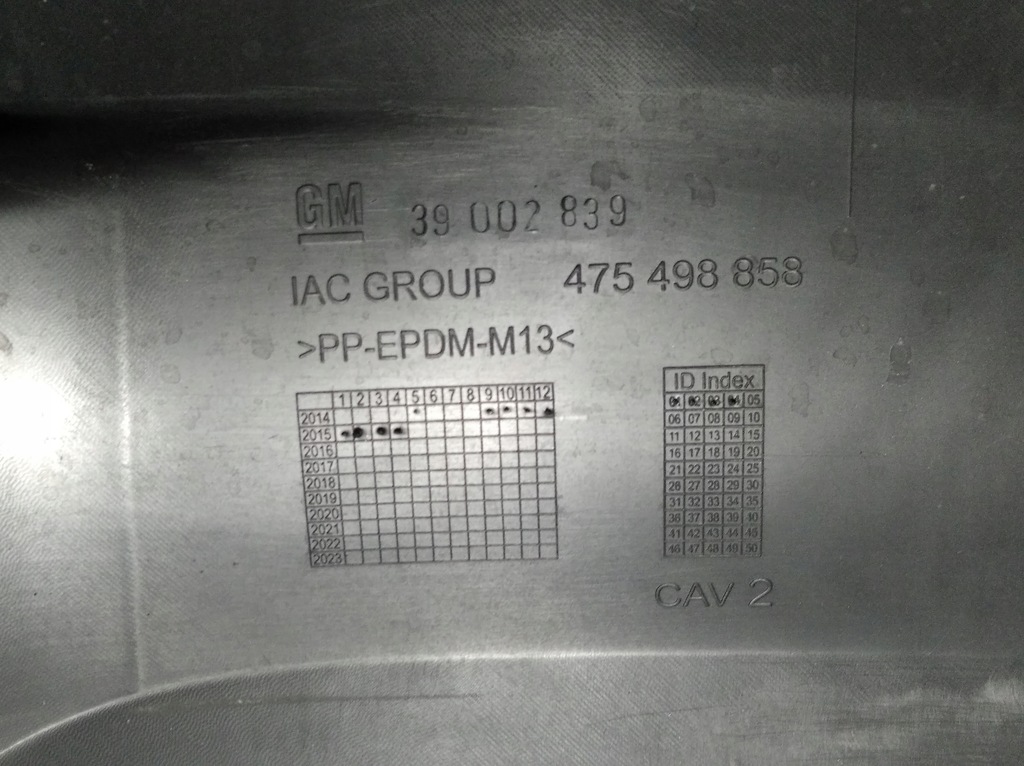 GM 39 002 839
IAC GROUP 475 498 858
>PP-EPDM-M13<
1 2 3 4 5 6 7 8 9 10 11 12
2014
2015
2016
2017
2018
2019
2020
2021
2022
2023
ID Index
01 02 03 04 05
06 07 08 09 10
11 12 13 14 15
16 17 18 19 20
21 22 23 24 25
26 27 28 29 30
31 32 33 34 35
36 37 38 39 40
41 42 43 44 45
46 47 48 49 50
CAV 2